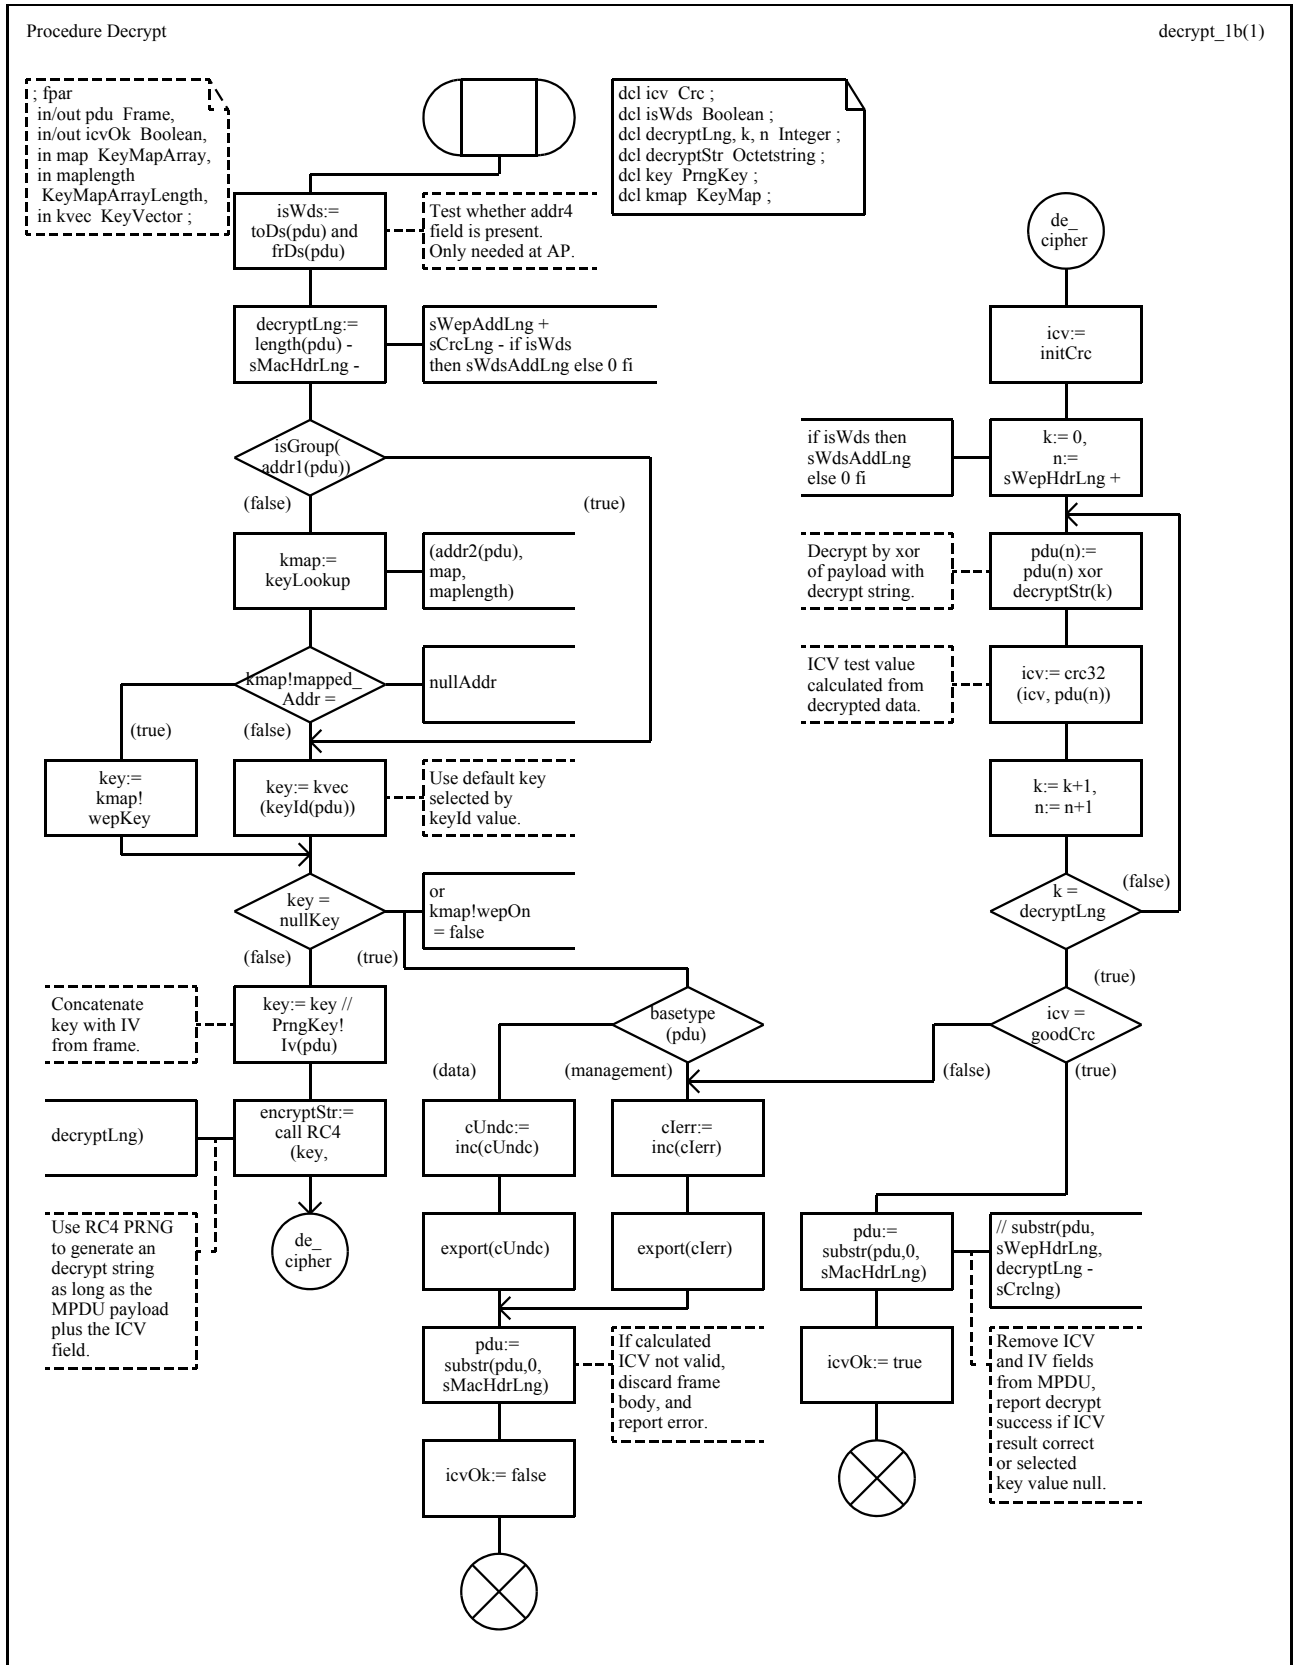 Procedure Decrypt
decrypt_1b(1)
; fpar
in/out pdu Frame,
in/out icvOk Boolean,
in map KeyMapArray,
in maplength
KeyMapArrayLength,
in kvec KeyVector ;
dcl icv Crc ;
dcl isWds Boolean ;
dcl decryptLng, k, n Integer ;
dcl decryptStr Octetstring ;
dcl key PrngKey ;
dcl kmap KeyMap ;
isWds:=
toDs(pdu) and
frDs(pdu)
Test whether addr4
field is present.
Only needed at AP.
decryptLng:=
length(pdu) -
sMacHdrLng -
sWepAddLng +
sCrcLng - if isWds
then sWdsAddLng else 0 fi
isGroup(
addr1(pdu))
(false)
(true)
kmap:=
keyLookup
(addr2(pdu),
map,
maplength)
kmap!mapped_
Addr =
nullAddr
(true)
(false)
key:=
kmap!
wepKey
key:= kvec
(keyId(pdu))
Use default key
selected by
keyId value.
key =
nullKey
or
kmap!wepOn
= false
(false)
(true)
Concatenate
key with IV
from frame.
key:= key //
PrngKey!
Iv(pdu)
basetype
(pdu)
(data)
(management)
decryptLng)
encryptStr:=
call RC4
(key,
cUndc:=
inc(cUndc)
cIerr:=
inc(cIerr)
Use RC4 PRNG
to generate an
decrypt string
as long as the
MPDU payload
plus the ICV
field.
de_
cipher
export(cUndc)
export(cIerr)
pdu:=
substr(pdu,0,
sMacHdrLng)
If calculated
ICV not valid,
discard frame
body, and
report error.
icvOk:= false
de_
cipher
icv:=
initCrc
if isWds then
sWdsAddLng
else 0 fi
k:= 0,
n:=
sWepHdrLng +
Decrypt by xor
of payload with
decrypt string.
pdu(n):=
pdu(n) xor
decryptStr(k)
ICV test value
calculated from
decrypted data.
icv:= crc32
(icv, pdu(n))
k:= k+1,
n:= n+1
k =
decryptLng
(false)
(true)
icv =
goodCrc
(false)
(true)
pdu:=
substr(pdu,0,
sMacHdrLng)
// substr(pdu,
sWepHdrLng,
decryptLng -
sCrclng)
icvOk:= true
Remove ICV
and IV fields
from MPDU,
report decrypt
success if ICV
result correct
or selected
key value null.